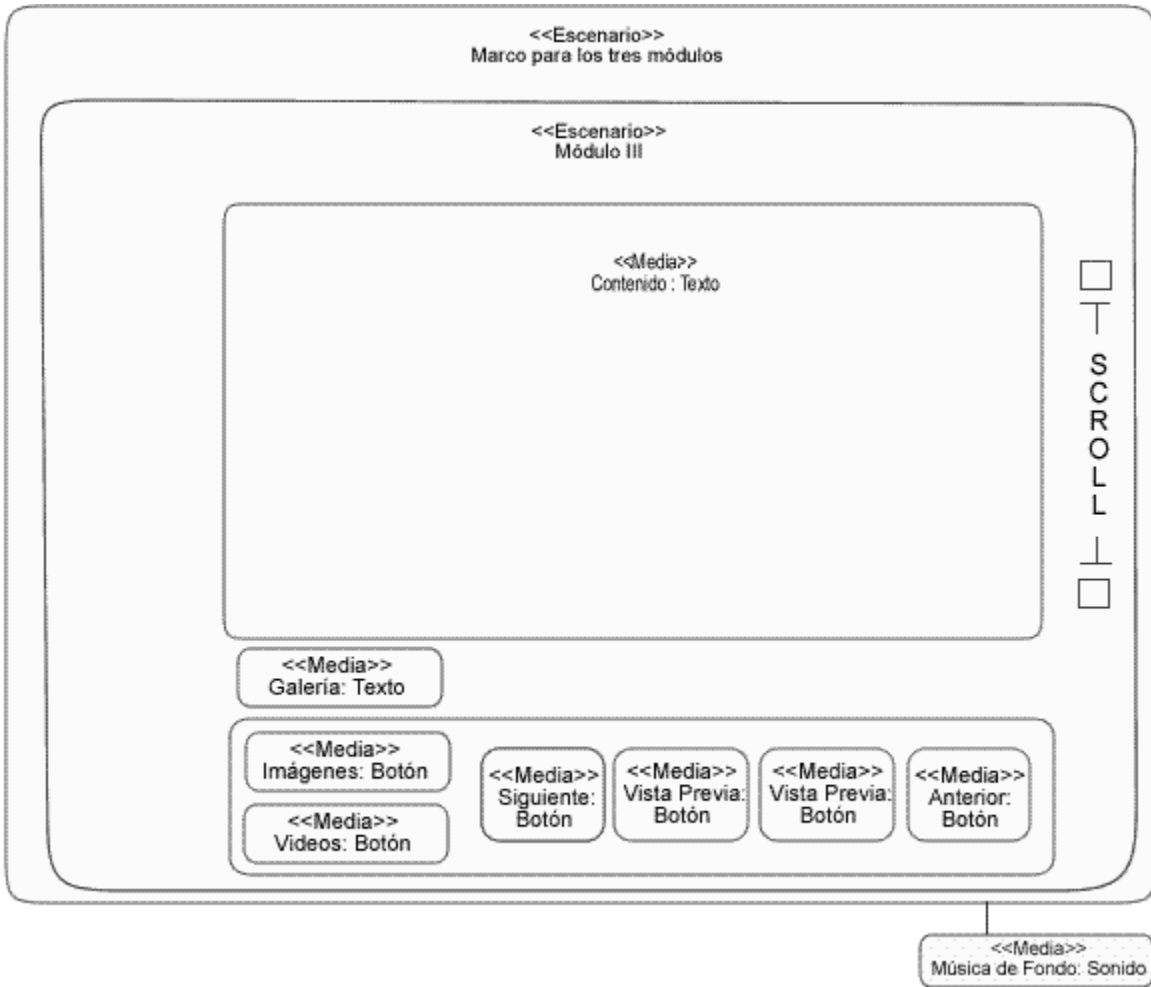 <<Escenario>>
Marco para los tres módulos
<<Escenario>>
Módulo III
<<Media>>
Contenido : Texto
S
C
R
O
L
L
<<Media>>
Galería: Texto
<<Media>>
Imágenes: Botón
<<Media>>
Videos: Botón
<<Media>>
Siguiente:
Botón
<<Media>>
Vista Previa:
Botón
<<Media>>
Vista Previa:
Botón
<<Media>>
Anterior:
Botón
<<Media>>
Música de Fondo: Sonido